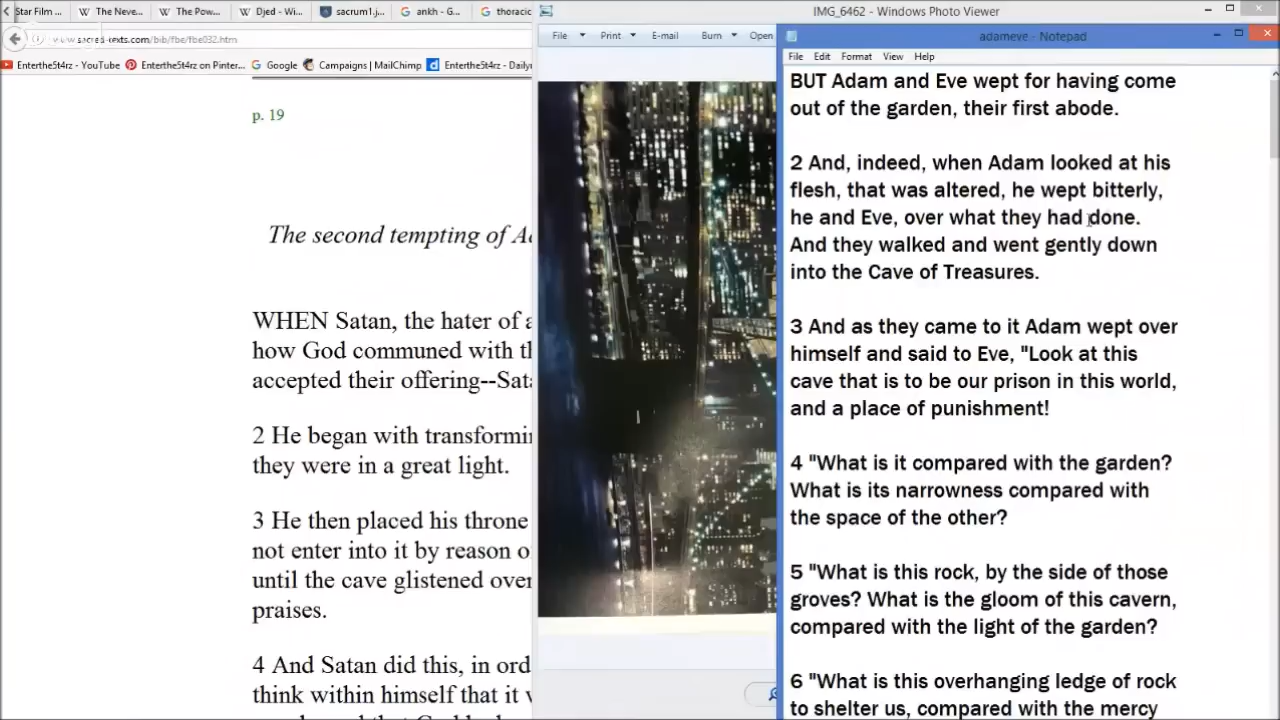 Star Film ...
The Neve...
The Pow...
Djed - Wi...
sacrum1.j...
ankh - G...
thoracic
IMG_6462 - Windows Photo Viewer
EntertheSt4rz - YouTube
EntertheSt4rz on Pinter...
Google
Campaigns | MailChimp
EntertheSt4rz - Daily
File
Print
E-mail
Burn
Open
adameve - Notepad
File Edit Format View Help
p. 19
The second tempting of A
WHEN Satan, the hater of a
how God communed with th
accepted their offering--Sat
2 He began with transformi
they were in a great light.
3 He then placed his throne
not enter into it by reason o
until the cave glistened over
praises.
4 And Satan did this, in ord
think within himself that it
BUT Adam and Eve wept for having come
out of the garden, their first abode.
2 And, indeed, when Adam looked at his
flesh, that was altered, he wept bitterly,
he and Eve, over what they had done.
And they walked and went gently down
into the Cave of Treasures.
3 And as they came to it Adam wept over
himself and said to Eve, "Look at this
cave that is to be our prison in this world,
and a place of punishment!
4 "What is it compared with the garden?
What is its narrowness compared with
the space of the other?
5 "What is this rock, by the side of those
groves? What is the gloom of this cavern,
compared with the light of the garden?
6 "What is this overhanging ledge of rock
to shelter us, compared with the mercy